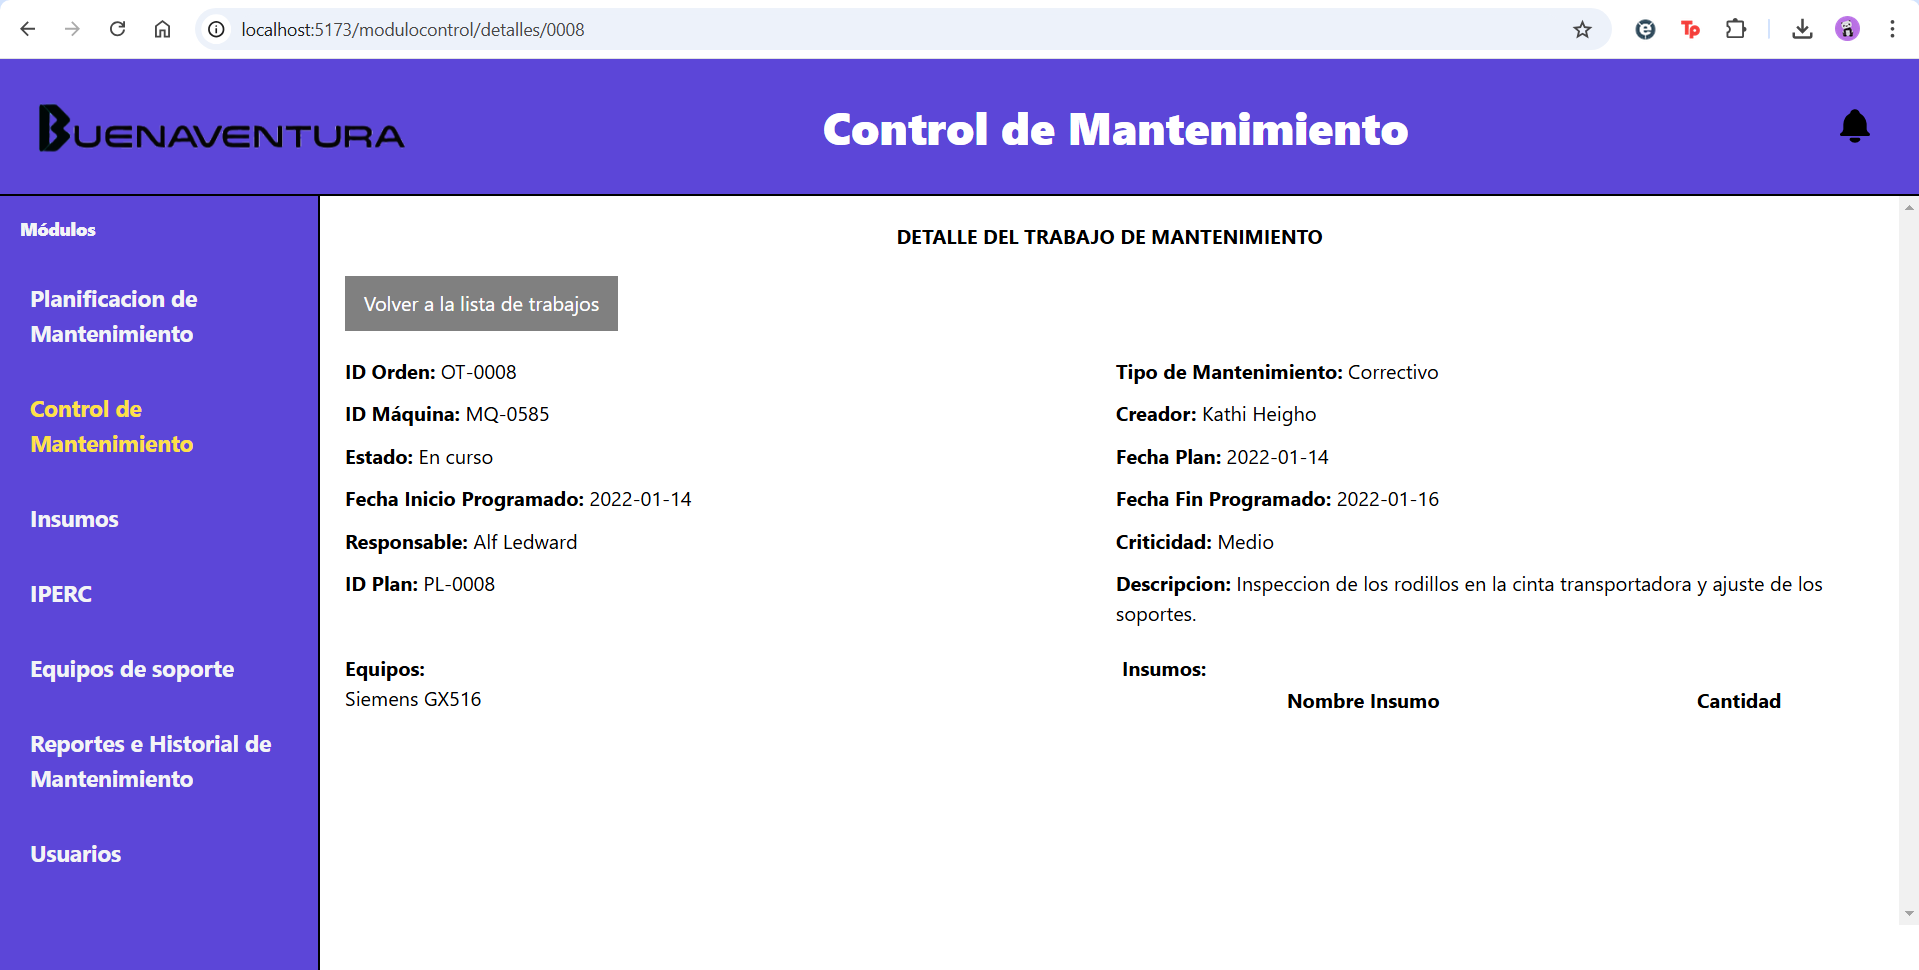 localhost:5173/modulocontrol/detalles/0008
Tp
BUENAVENTURA
Control de Mantenimiento
Módulos
Planificacion de
Mantenimiento
Control de
Mantenimiento
Insumos
IPERC
Equipos de soporte
Reportes e Historial de
Mantenimiento
Usuarios
DETALLE DEL TRABAJO DE MANTENIMIENTO
Volver a la lista de trabajos
ID Orden: OT-0008
Tipo de Mantenimiento: Correctivo
ID Máquina: MQ-0585
Creador: Kathi Heigho
Estado: En curso
Fecha Plan: 2022-01-14
Fecha Inicio Programado: 2022-01-14
Fecha Fin Programado: 2022-01-16
Responsable: Alf Ledward
Criticidad: Medio
ID Plan: PL-0008
Descripcion: Inspeccion de los rodillos en la cinta transportadora y ajuste de los
soportes.
Equipos:
Siemens GX516
Insumos:
Nombre Insumo Cantidad